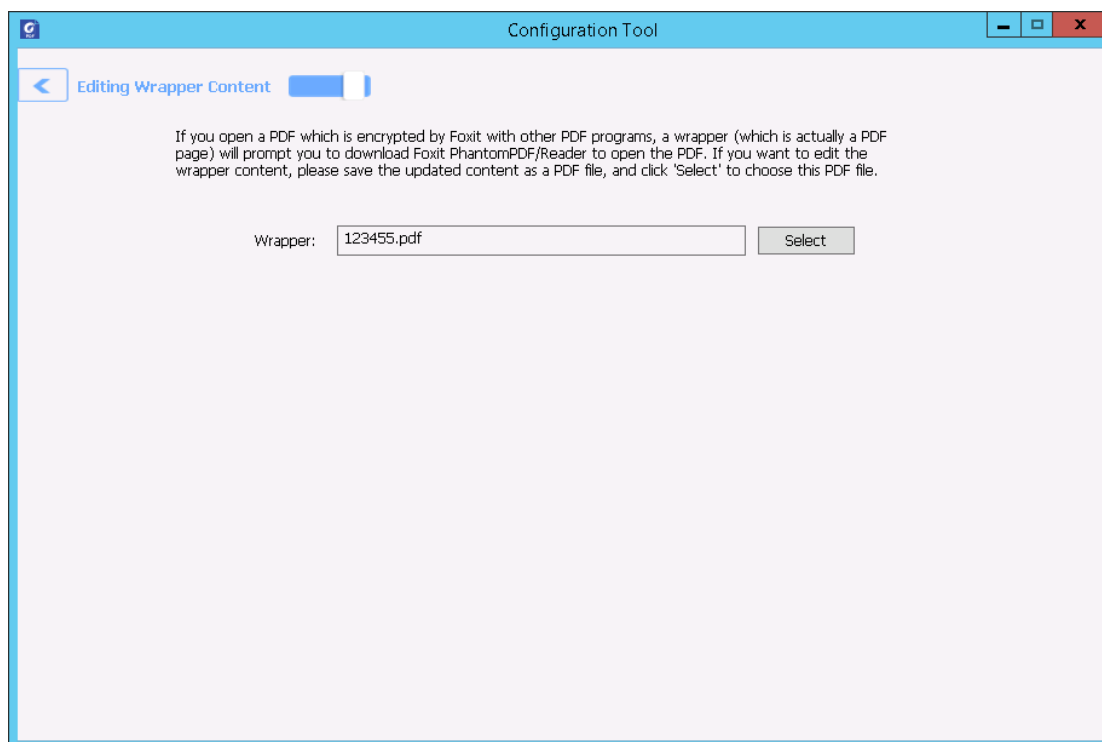 Configuration Tool
Editing Wrapper Content
If you open a PDF which is encrypted by Foxit with other PDF programs, a wrapper (which is actually a PDF
page) will prompt you to download Foxit PhantomPDF/Reader to open the PDF. If you want to edit the
wrapper content, please save the updated content as a PDF file, and click 'Select' to choose this PDF file.
Wrapper: 123455.pdf Select